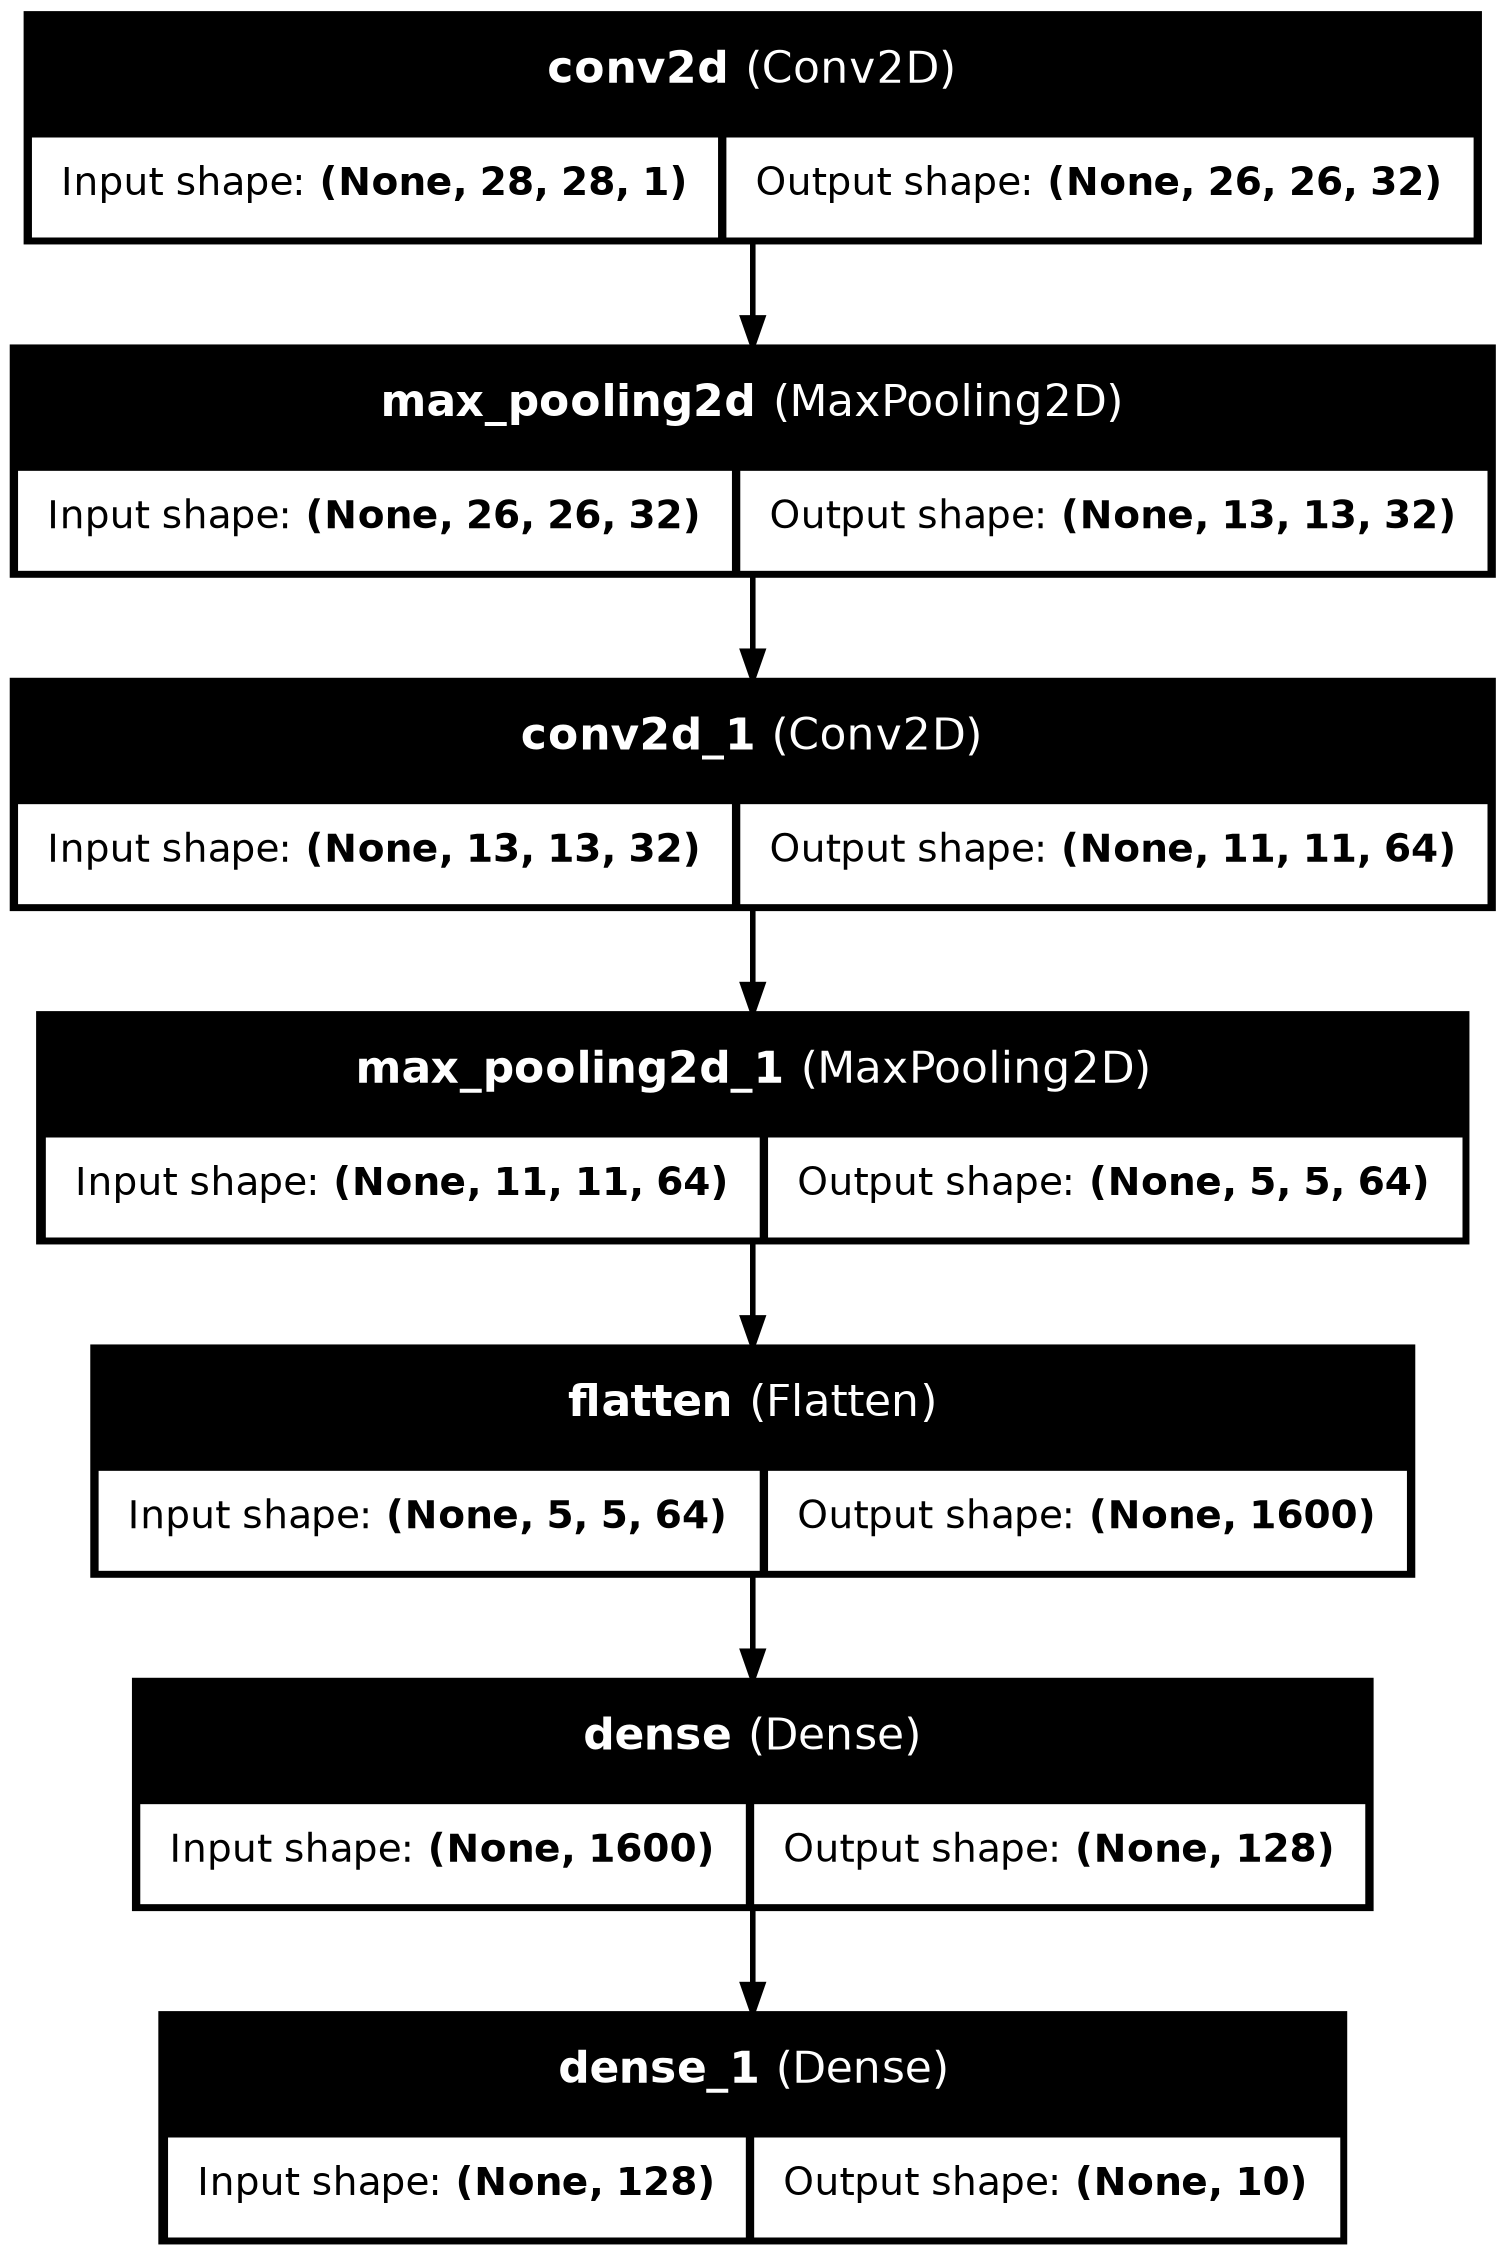 conv2d (Conv2D)
Input shape: (None, 28, 28, 1) Output shape: (None, 26, 26, 32)
max_pooling2d (MaxPooling2D)
Input shape: (None, 26, 26, 32) Output shape: (None, 13, 13, 32)
conv2d_1 (Conv2D)
Input shape: (None, 13, 13, 32) Output shape: (None, 11, 11, 64)
max_pooling2d_1 (MaxPooling2D)
Input shape: (None, 11, 11, 64) Output shape: (None, 5, 5, 64)
flatten (Flatten)
Input shape: (None, 5, 5, 64) Output shape: (None, 1600)
dense (Dense)
Input shape: (None, 1600) Output shape: (None, 128)
dense_1 (Dense)
Input shape: (None, 128) Output shape: (None, 10)